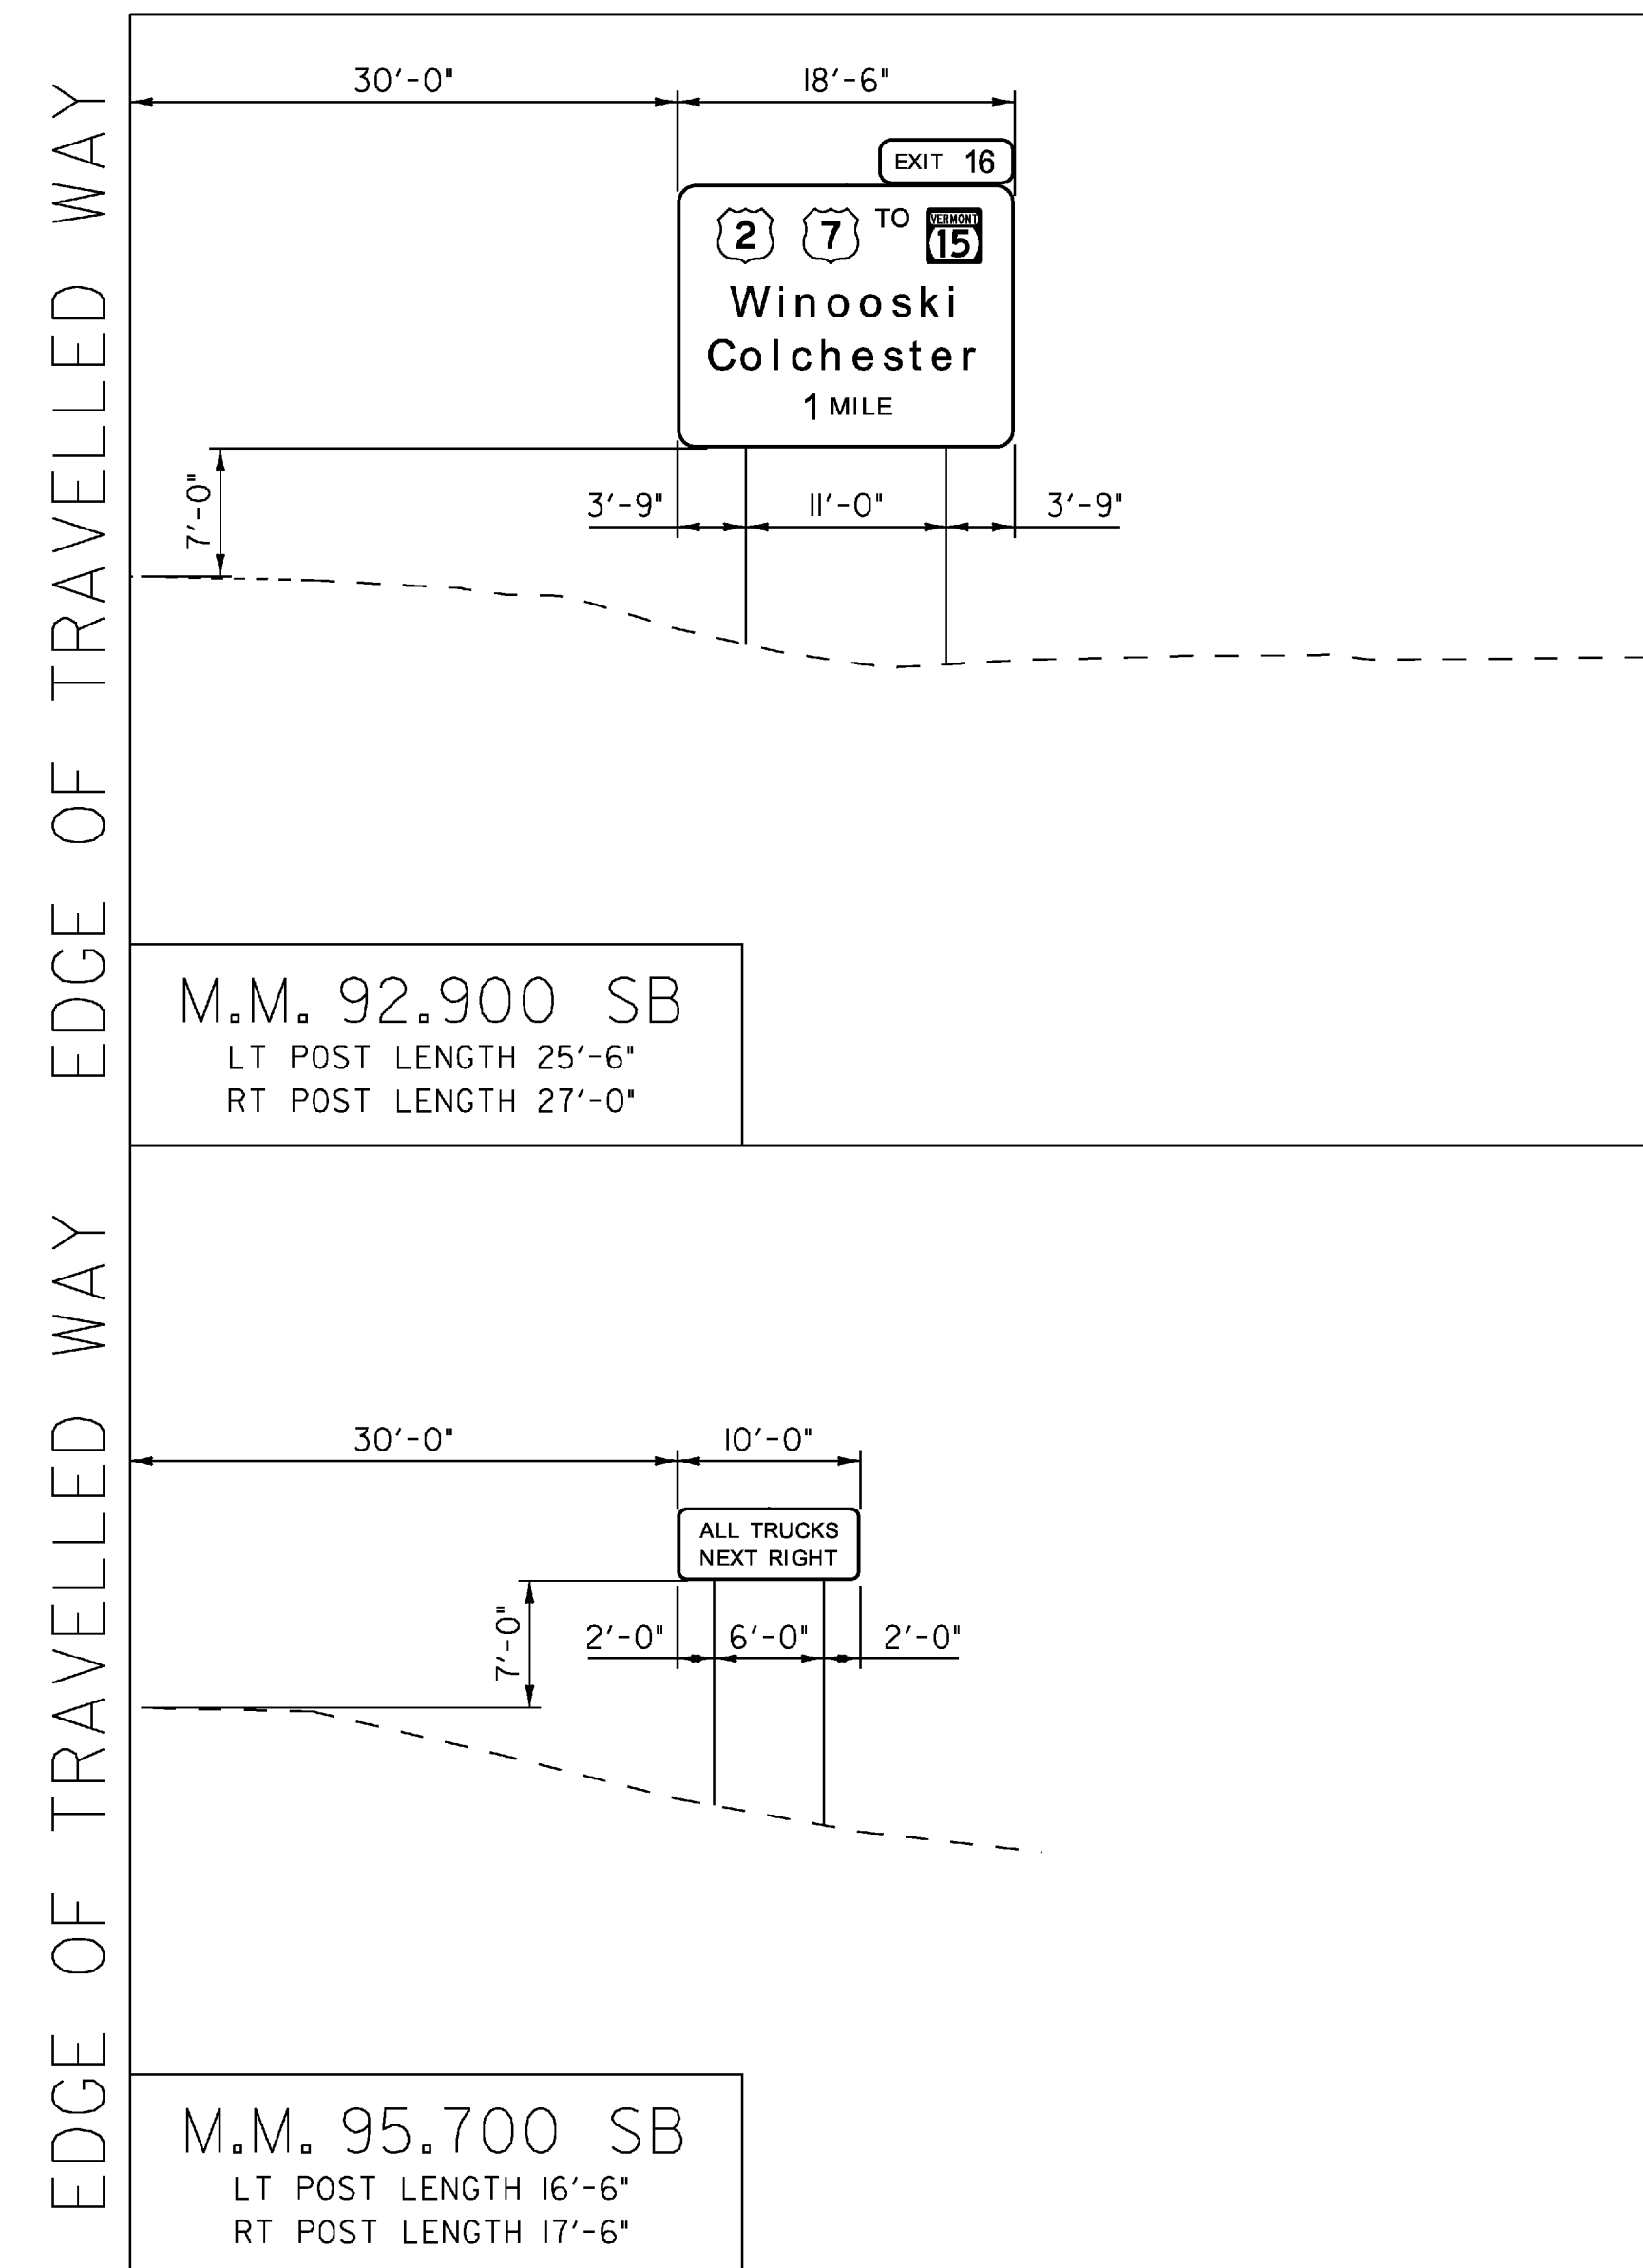 EDGE OF TRAVELLED WAY
30'-0"
18'-6"
EXIT 16
2 7 TO VERMONT 15
Winooski
Colchester
1 MILE
7'-0"
3'-9"
11'-0"
3'-9"
M.M. 92.900 SB
LT POST LENGTH 25'-6"
RT POST LENGTH 27'-0"
EDGE OF TRAVELLED WAY
30'-0"
10'-0"
ALL TRUCKS
NEXT RIGHT
7'-0"
2'-0"
6'-0"
2'-0"
M.M. 95.700 SB
LT POST LENGTH 16'-6"
RT POST LENGTH 17'-6"